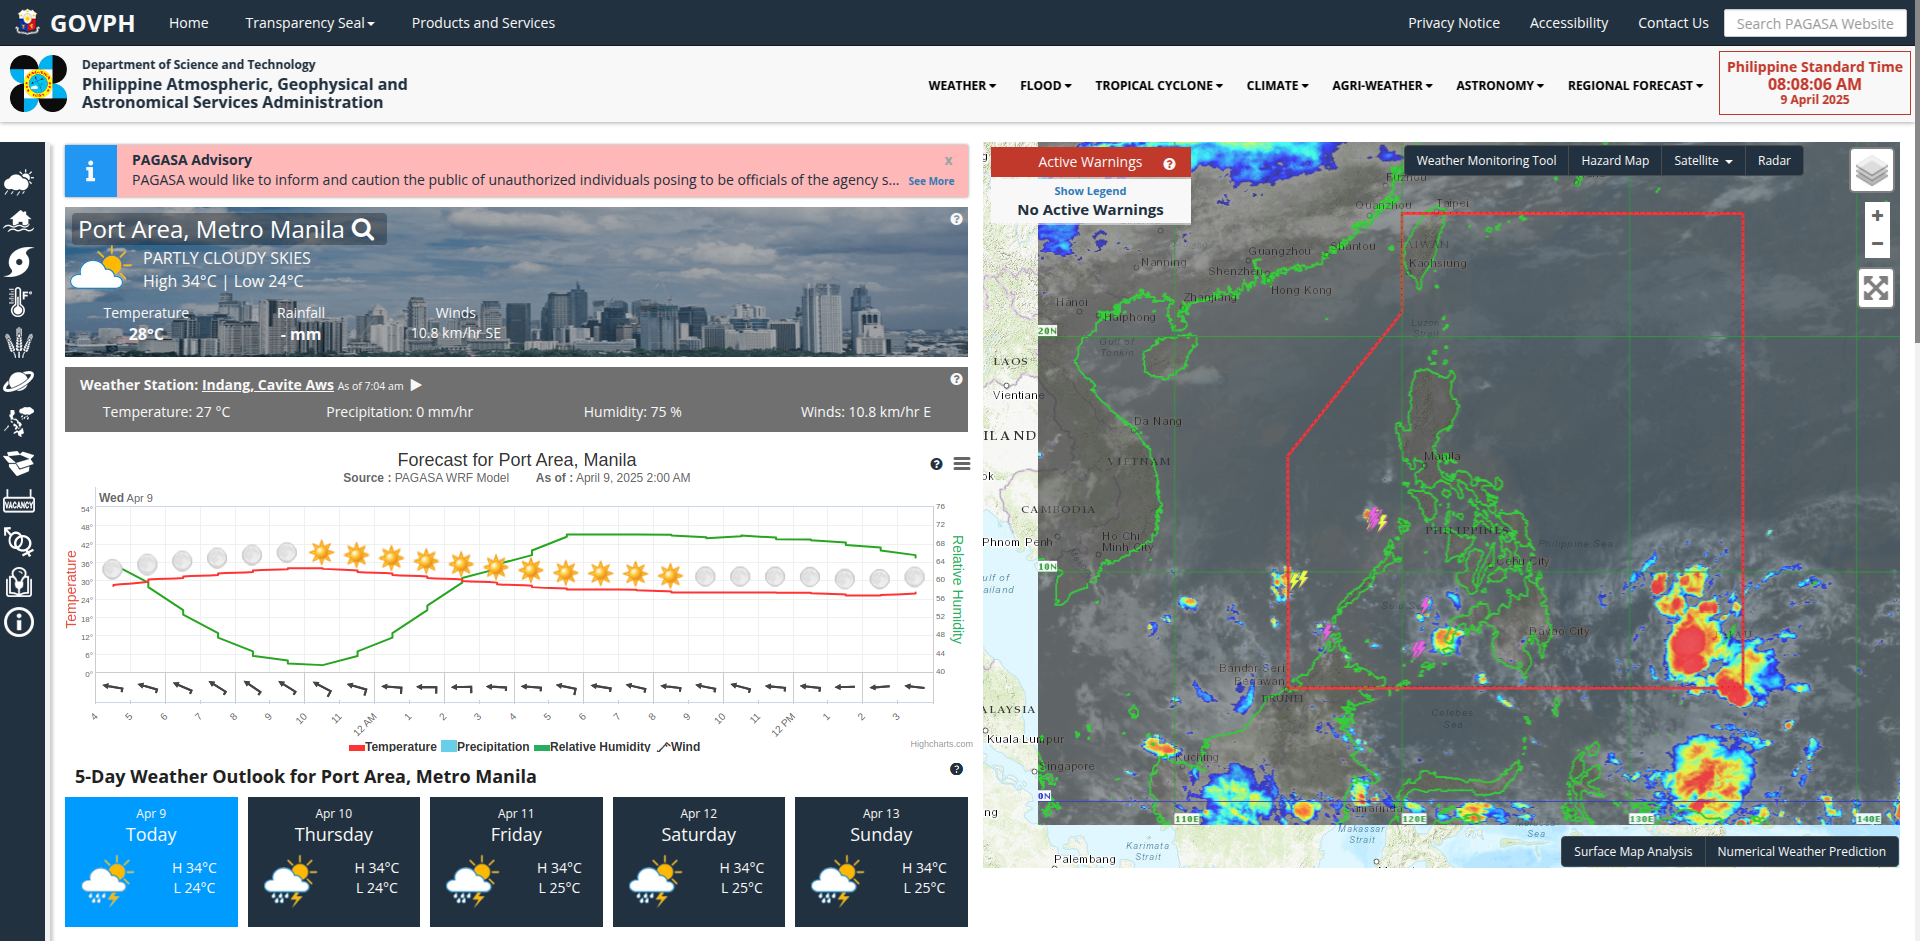 GOVPH Home Transparency Seal Products and Services Privacy Notice Accessibility Contact Us Search PAGASA Website
Department of Science and Technology
Philippine Atmospheric, Geophysical and
Astronomical Services Administration
WEATHER FLOOD TROPICAL CYCLONE CLIMATE AGRI-WEATHER ASTRONOMY REGIONAL FORECAST
Philippine Standard Time
08:08:06 AM
9 April 2025
PAGASA Advisory x
PAGASA would like to inform and caution the public of unauthorized individuals posing to be officials of the agency s... See More
Port Area, Metro Manila
PARTLY CLOUDY SKIES
High 34°C | Low 24°C
Temperature Rainfall Winds
28°C - mm 10.8 km/hr SE
Weather Station: Indang, Cavite Aws As of 7:04 am
Temperature: 27 °C Precipitation: 0 mm/hr Humidity: 75 % Winds: 10.8 km/hr E
Forecast for Port Area, Manila
Source : PAGASA WRF Model As of : April 9, 2025 2:00 AM
Wed Apr 9
Temperature
54°
48°
42°
36°
30°
24°
18°
12°
6°
0°
76
72
68
64
60
56
52
48
44
40
Relative Humidity
4 5 6 7 8 9 10 11 12 AM 1 2 3 4 5 6 7 8 9 10 11 12 PM 1 2 3
Temperature Precipitation Relative Humidity Wind
Highcharts.com
5-Day Weather Outlook for Port Area, Metro Manila
Apr 9
Today
H 34°C
L 24°C
Apr 10
Thursday
H 34°C
L 24°C
Apr 11
Friday
H 34°C
L 25°C
Apr 12
Saturday
H 34°C
L 25°C
Apr 13
Sunday
H 34°C
L 25°C
VACANCY
Active Warnings
Show Legend
No Active Warnings
Weather Monitoring Tool Hazard Map Satellite Radar
+
−
Fuzhou
Quanzhou
Taipei
Guangzhou
Shantou
TAIWAN
Nanning
Shenzhen
Kaohsiung
Hanoi
Zhanjiang
Hong Kong
Haiphong
20N
Luzon
Strait
Gulf of
Tonkin
LAOS
Vientiane
Da Nang
ILAND
VIETNAM
Manila
ok
CAMBODIA
PHILIPPINES
Phnom Penh
Ho Chi
Minh City
Philippine Sea
Cebu City
10N
ulf of
ailand
Sulu
Davao City
Bandar Seri
Begawan
BRUNEI
ALAYSIA
Celebes
Sea
Kuala Lumpur
Kuching
Singapore
0N
ng
Samarinda
110E
120E
130E
140E
Makassar
Strait
Sea
Karimata
Strait
Palembang
Surface Map Analysis Numerical Weather Prediction